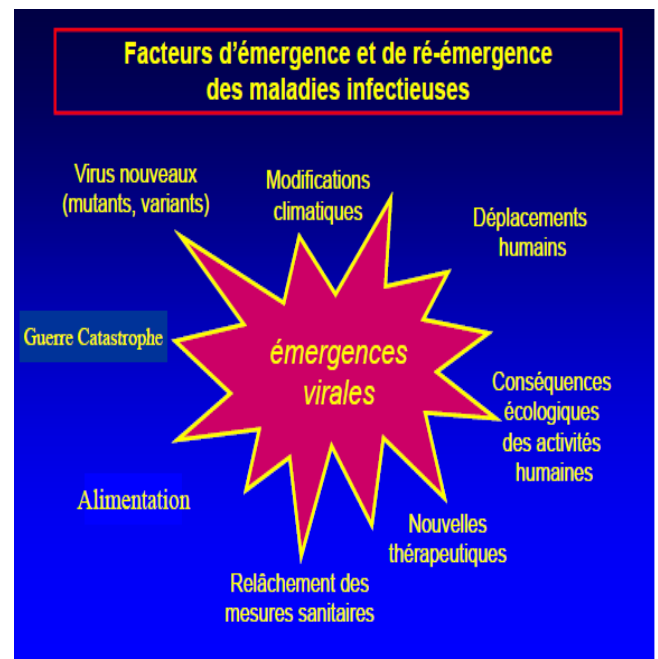 Facteurs d'émergence et de ré-émergence
des maladies infectieuses
Virus nouveaux
(mutants, variants)
Modifications
climatiques
Déplacements
humains
Guerre Catastrophe
émergences
virales
Conséquences
écologiques
des activités
humaines
Alimentation
Nouvelles
thérapeutiques
Relâchement des
mesures sanitaires